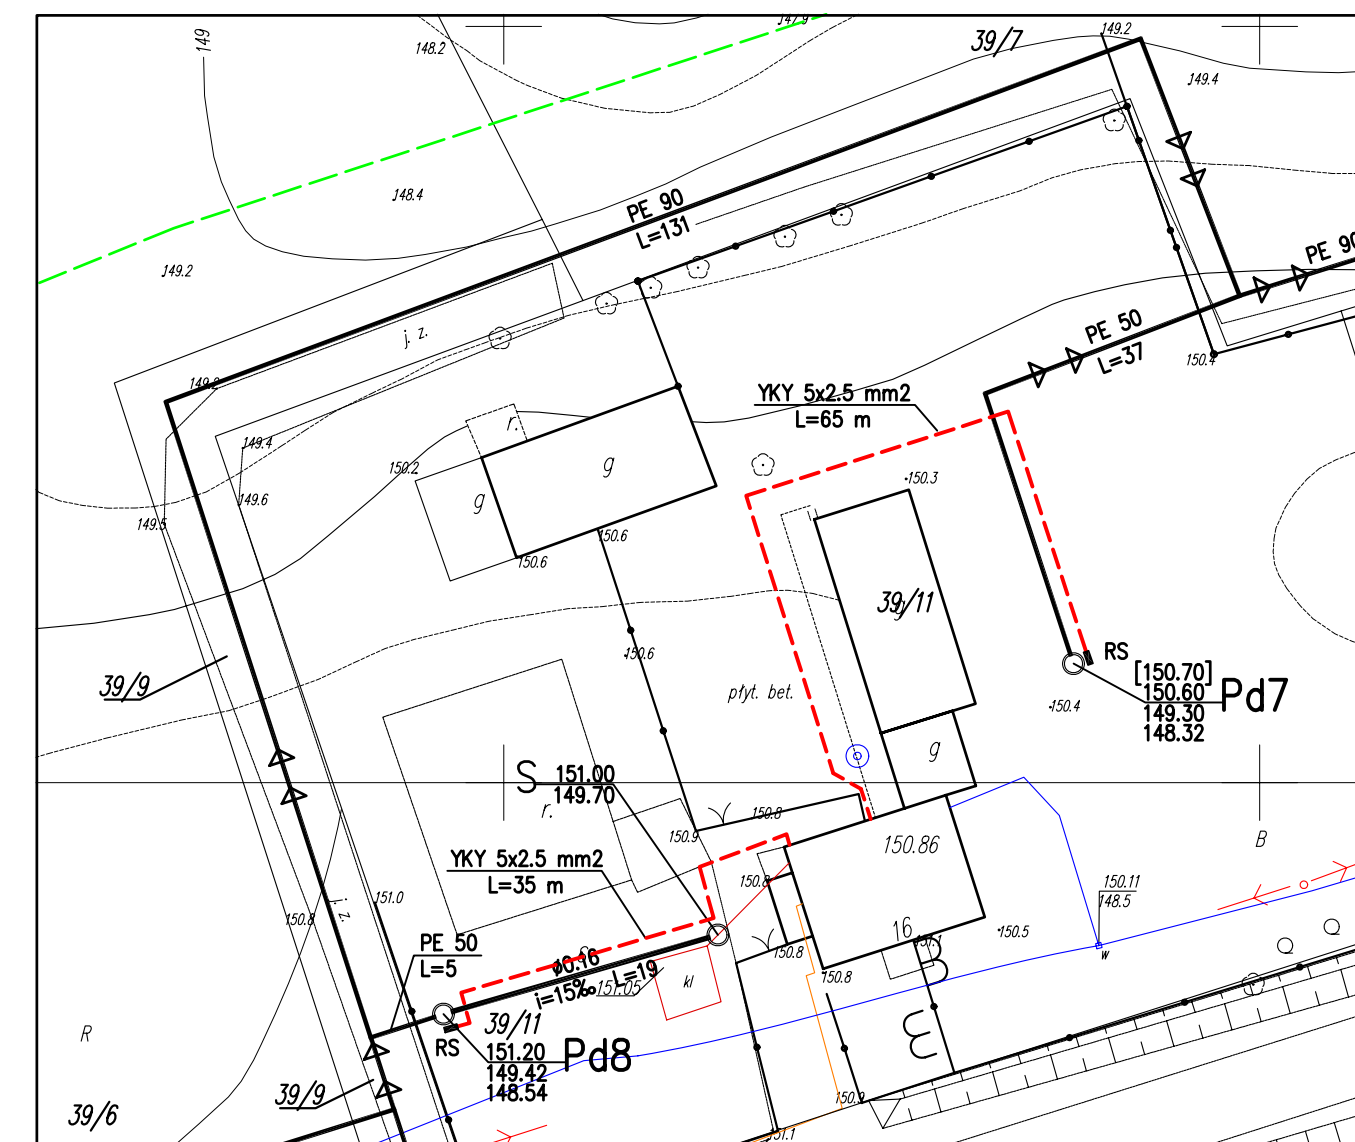 147.9
149
148.2
39/7
149.2
149.4
148.4
PE 90
L=131
149.2
PE 90
j. z.
PE 50
L=37
150.4
149.2
YKY 5x2.5 mm2
L=65 m
r.
149.4
150.2
g
g
150.3
149.6
149.5
150.6
150.6
39/11
g
150.6
RS
[150.70]
150.60
149.30
148.32
Pd7
39/9
płyt. bet.
150.4
g
S
151.00
149.70
r.
150.8
150.9
150.86
B
YKY 5x2.5 mm2
L=35 m
150.8
150.11
148.5
151.0
j. z.
150.8
16
151.1
150.5
PE 50
L=5
w
150.8
150.8
ø0.16
L=19
i=15‰
151.05
kl
R
39/11
RS
151.20
149.42
148.54
Pd8
39/9
39/6
150.9
151.1